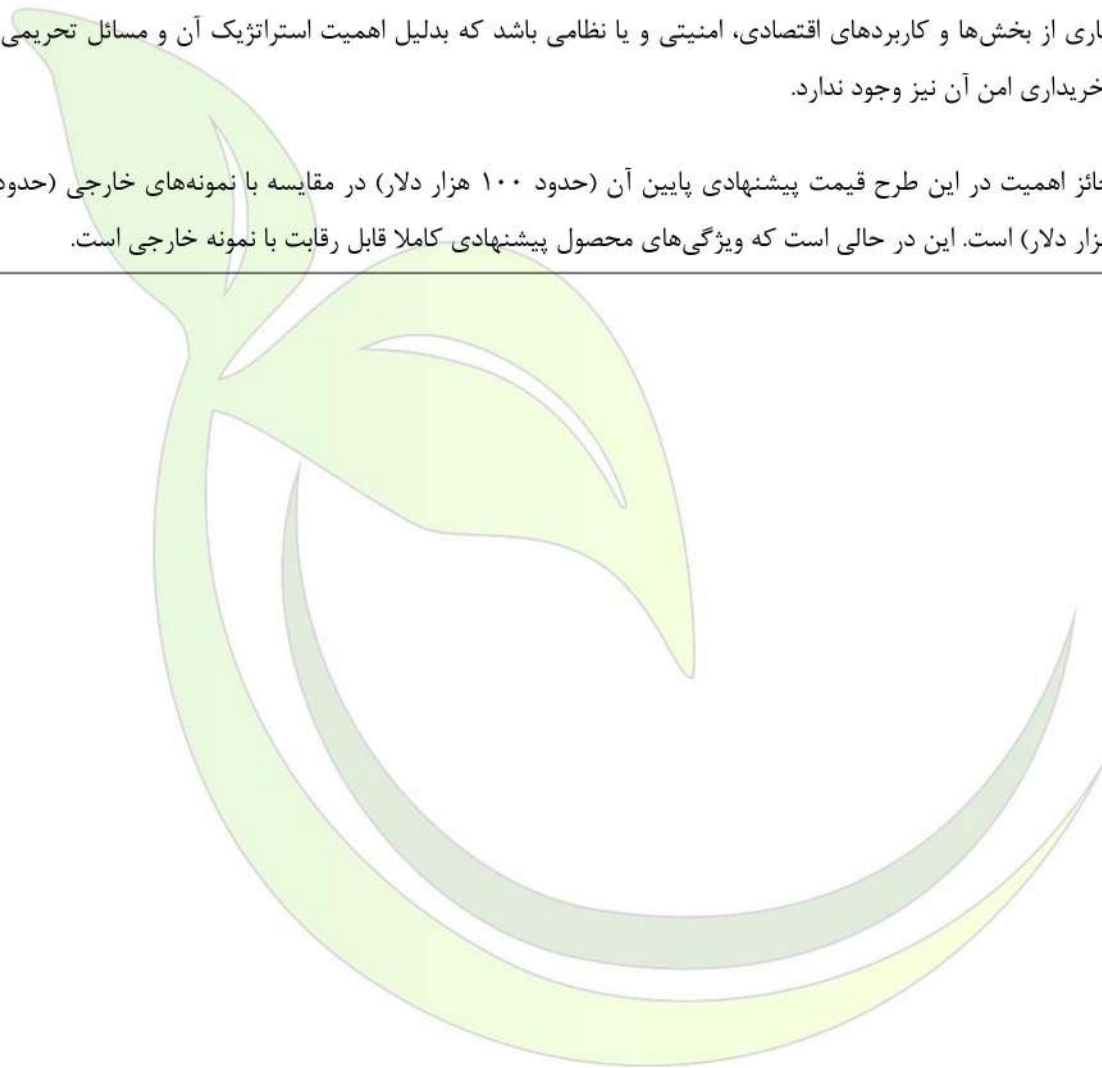 اری از بخش‌ها و کاربردهای اقتصادی، امنیتی و یا نظامی باشد که بدلیل اهمیت استراتژیک آن و مسائل تحریمی
خریداری امن آن نیز وجود ندارد.
حائز اهمیت در این طرح قیمت پیشنهادی پایین آن (حدود ۱۰۰ هزار دلار) در مقایسه با نمونه‌های خارجی (حدود
زار دلار) است. این در حالی است که ویژگی‌های محصول پیشنهادی کاملا قابل رقابت با نمونه خارجی است.